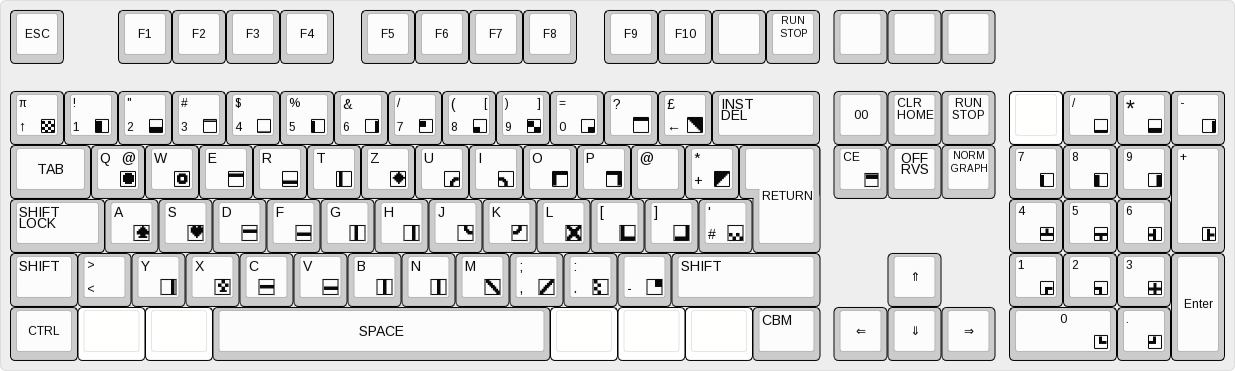 ESC F1 F2 F3 F4 F5 F6 F7 F8 F9 F10 RUN
STOP
π ! " # $ % & / ( [ ) ] = ? £ INST
DEL
↑ 1 2 3 4 5 6 7 8 9 0 ←
00 CLR
HOME RUN
STOP / * -
TAB Q @ W E R T Z U I O P @ *
+ RETURN
CE OFF
RVS NORM
GRAPH 7 8 9 +
SHIFT
LOCK A S D F G H J K L [ ] '
#
4 5 6
SHIFT >
< Y X C V B N M ;
, :
. - SHIFT
⇑ 1 2 3 Enter
CTRL SPACE CBM
⇐ ⇓ ⇒ 0 .